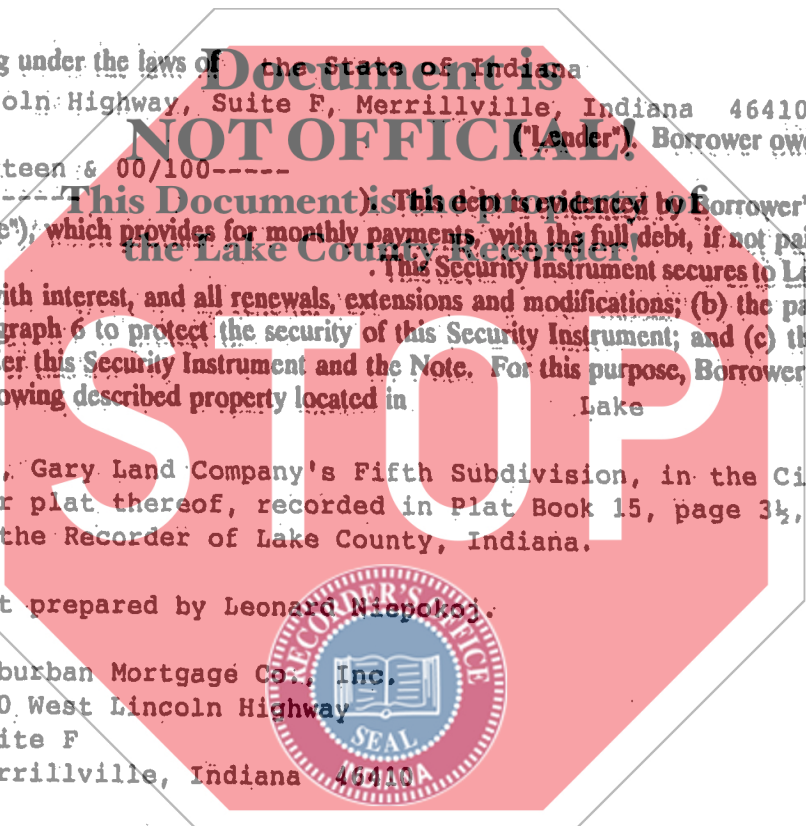 g under the laws of the State of Indiana
oln Highway, Suite F, Merrillville, Indiana 46410
("Lender"). Borrower owe
teen & 00/100-----
----- ). This debt is evidenced by Borrower'
e"), which provides for monthly payments, with the full debt, if not pai
. This Security Instrument secures to Le
ith interest, and all renewals, extensions and modifications; (b) the pa
graph 6 to protect the security of this Security Instrument; and (c) th
er this Security Instrument and the Note. For this purpose, Borrower
owing described property located in Lake
, Gary Land Company's Fifth Subdivision, in the Ci
r plat thereof, recorded in Plat Book 15, page 3½,
the Recorder of Lake County, Indiana.
t prepared by Leonard Niepokoj.
burban Mortgage Co., Inc.
0 West Lincoln Highway
ite F
rrillville, Indiana 46410
Document is
NOT OFFICIAL!
This Document is the property of
the Lake County Recorder!
STOP
RECORDER'S OFFICE
SEAL